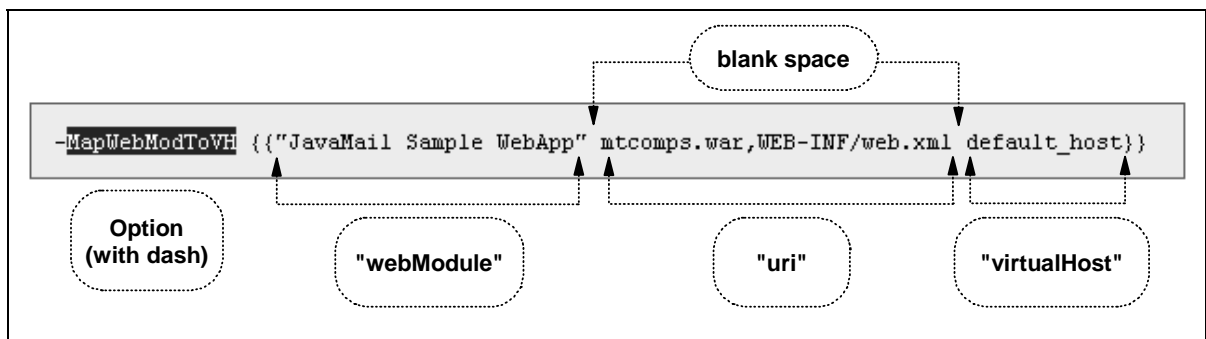 blank space
-MapWebModToVH {{"JavaMail Sample WebApp" mtcomps.war,WEB-INF/web.xml default_host}}
Option
(with dash)
"webModule"
"uri"
"virtualHost"